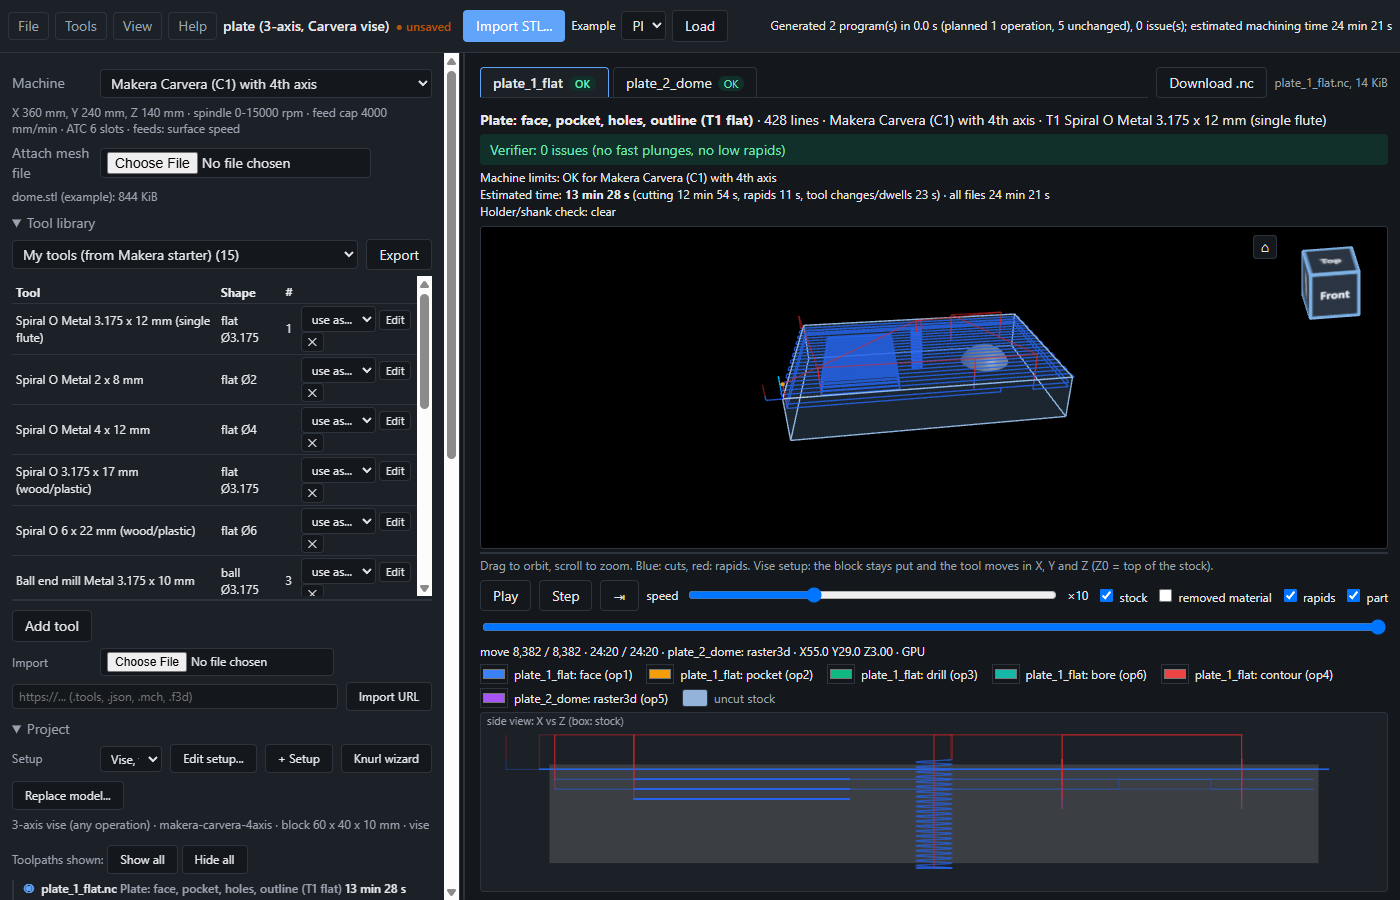 File Tools View Help plate (3-axis, Carvera vise) ● unsaved Import STL... Example Pl Load Generated 2 program(s) in 0.0 s (planned 1 operation, 5 unchanged), 0 issue(s); estimated machining time 24 min 21 s
Machine Makera Carvera (C1) with 4th axis
X 360 mm, Y 240 mm, Z 140 mm · spindle 0-15000 rpm · feed cap 4000
mm/min · ATC 6 slots · feeds: surface speed
Attach mesh file Choose File No file chosen
dome.stl (example): 844 KiB
▼ Tool library
My tools (from Makera starter) (15) Export
Tool Shape #
Spiral O Metal 3.175 x 12 mm (single flute) flat Ø3.175 1 use as... Edit ✕
Spiral O Metal 2 x 8 mm flat Ø2 use as... Edit ✕
Spiral O Metal 4 x 12 mm flat Ø4 use as... Edit ✕
Spiral O 3.175 x 17 mm (wood/plastic) flat Ø3.175 use as... Edit ✕
Spiral O 6 x 22 mm (wood/plastic) flat Ø6 use as... Edit ✕
Ball end mill Metal 3.175 x 10 mm ball Ø3.175 3 use as... Edit ✕
Add tool
Import Choose File No file chosen
https://... (.tools, .json, .mch, .f3d) Import URL
▼ Project
Setup Vise, Edit setup... + Setup Knurl wizard
Replace model...
3-axis vise (any operation) · makera-carvera-4axis · block 60 x 40 x 10 mm · vise
Toolpaths shown: Show all Hide all
plate_1_flat.nc Plate: face, pocket, holes, outline (T1 flat) 13 min 28 s
plate_1_flat OK plate_2_dome OK Download .nc plate_1_flat.nc, 14 KiB
Plate: face, pocket, holes, outline (T1 flat) · 428 lines · Makera Carvera (C1) with 4th axis · T1 Spiral O Metal 3.175 x 12 mm (single flute)
Verifier: 0 issues (no fast plunges, no low rapids)
Machine limits: OK for Makera Carvera (C1) with 4th axis
Estimated time: 13 min 28 s (cutting 12 min 54 s, rapids 11 s, tool changes/dwells 23 s) · all files 24 min 21 s
Holder/shank check: clear
⌂
Top
Front
Drag to orbit, scroll to zoom. Blue: cuts, red: rapids. Vise setup: the block stays put and the tool moves in X, Y and Z (Z0 = top of the stock).
Play Step ⇥ speed ×10 stock removed material rapids part
move 8,382 / 8,382 · 24:20 / 24:20 · plate_2_dome: raster3d · X55.0 Y29.0 Z3.00 · GPU
plate_1_flat: face (op1) plate_1_flat: pocket (op2) plate_1_flat: drill (op3) plate_1_flat: bore (op6) plate_1_flat: contour (op4)
plate_2_dome: raster3d (op5) uncut stock
side view: X vs Z (box: stock)